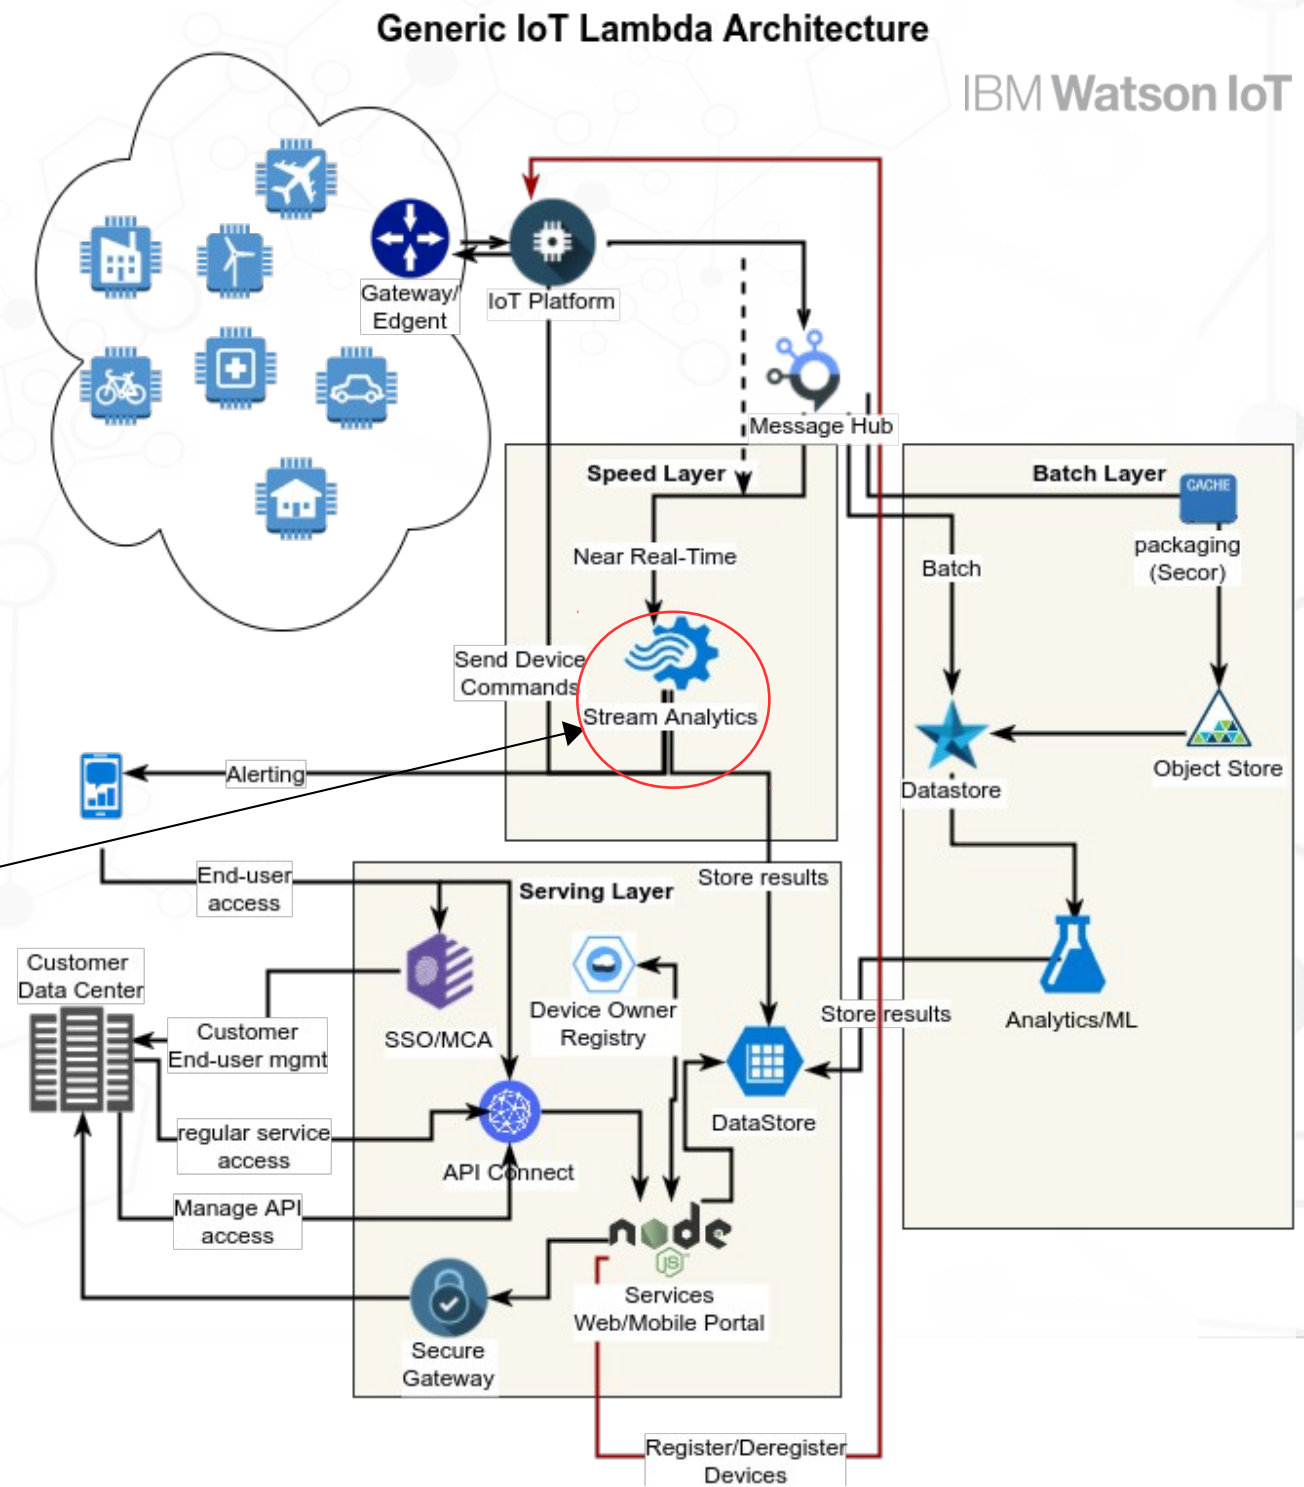 Generic IoT Lambda Architecture
IBM Watson IoT
Gateway/
Edgent
IoT Platform
Message Hub
Speed Layer
Batch Layer
CACHE
packaging
(Secor)
Near Real-Time
Batch
Send Device
Commands
Stream Analytics
Object Store
Datastore
Alerting
End-user
access
Store results
Serving Layer
Customer
Data Center
Device Owner
Registry
Store results
Analytics/ML
Customer
End-user mgmt
SSO/MCA
DataStore
regular service
access
API Connect
Manage API
access
node
JS
Services
Web/Mobile Portal
Secure
Gateway
Register/Deregister
Devices